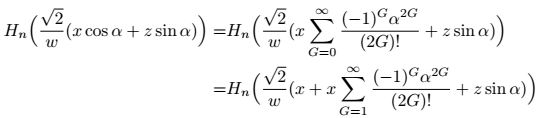 $H_n\Big(\frac{\sqrt{2}}{w}(x\cos\alpha + z\sin\alpha)\Big) = H_n\Big(\frac{\sqrt{2}}{w}(x\sum_{G=0}^{\infty}\frac{(-1)^G\alpha^{2G}}{(2G)!} + z\sin\alpha)\Big)$
$= H_n\Big(\frac{\sqrt{2}}{w}(x + x\sum_{G=1}^{\infty}\frac{(-1)^G\alpha^{2G}}{(2G)!} + z\sin\alpha)\Big)$